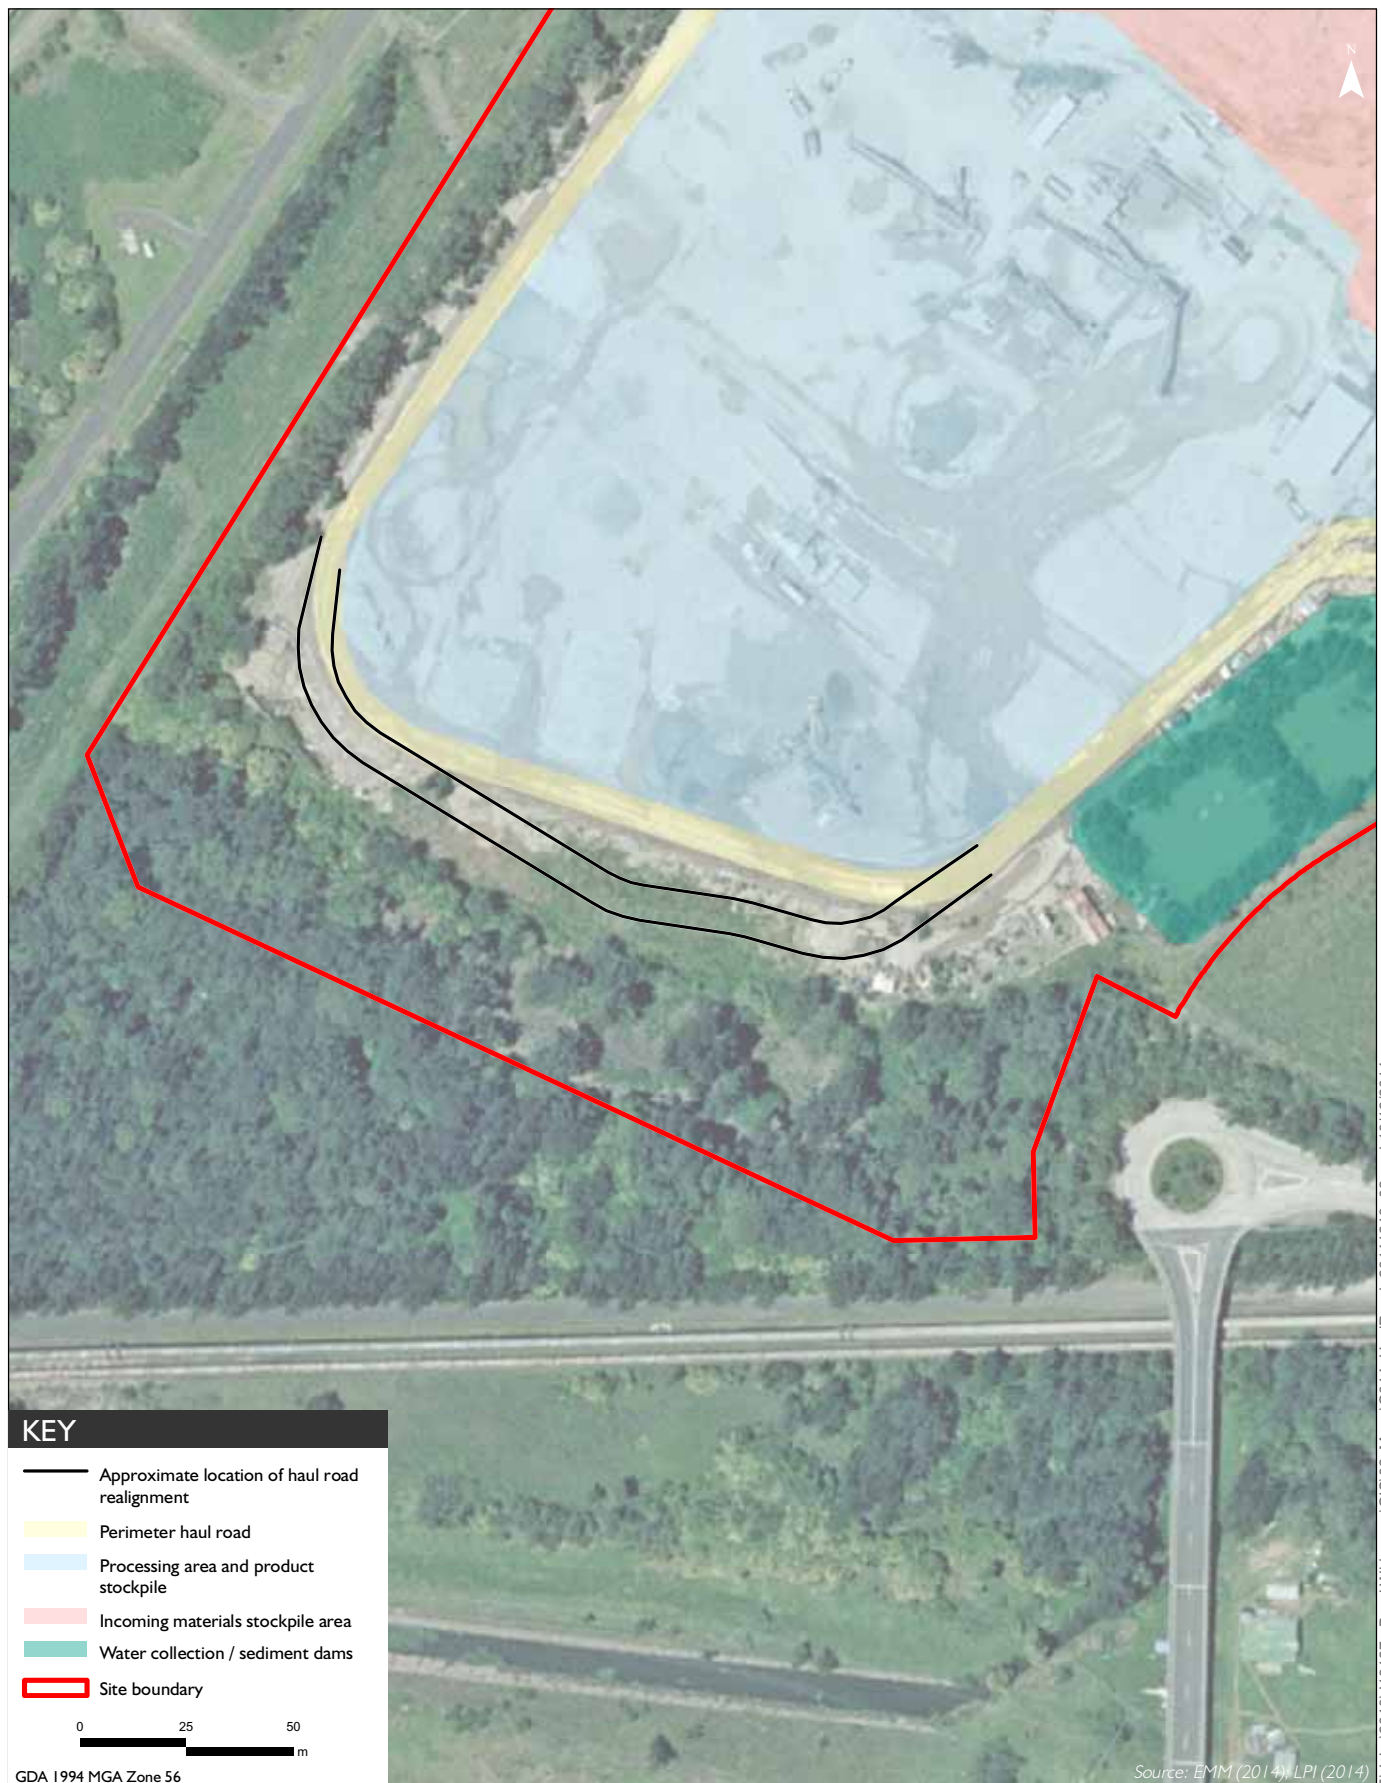 N
KEY
Approximate location of haul road
realignment
Perimeter haul road
Processing area and product
stockpile
Incoming materials stockpile area
Water collection / sediment dams
Site boundary
0 25 50
m
GDA 1994 MGA Zone 56
Source: EMM (2014); LPI (2014)